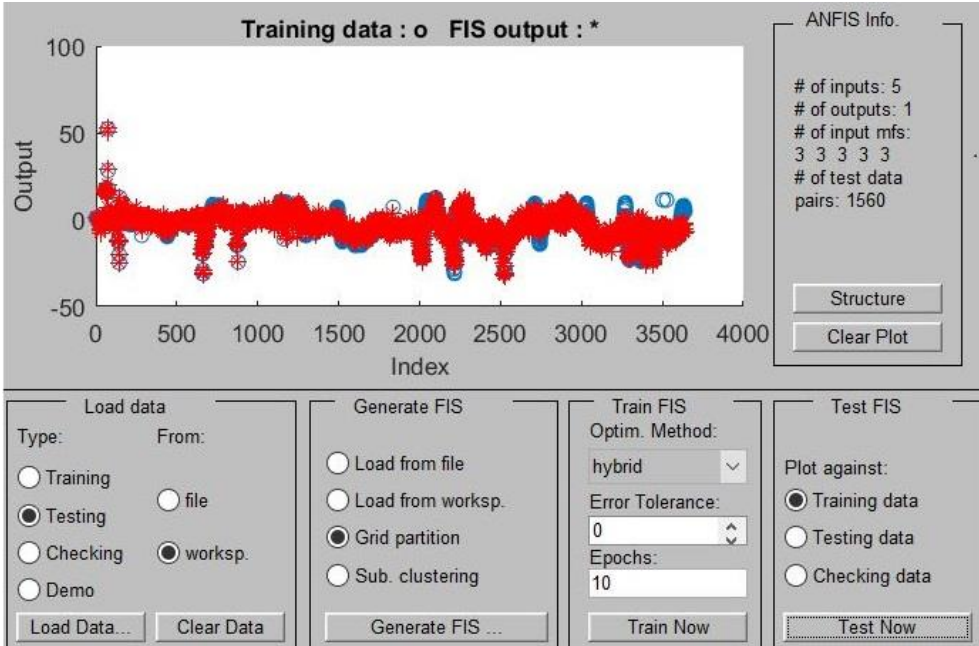 Training data : o   FIS output : *
100
50
0
-50
Output
0 500 1000 1500 2000 2500 3000 3500 4000
Index
ANFIS Info.
# of inputs: 5
# of outputs: 1
# of input mfs:
3 3 3 3 3
# of test data
pairs: 1560
Structure
Clear Plot
Load data
Type:
From:
Training
Testing
Checking
Demo
file
worksp.
Load Data...
Clear Data
Generate FIS
Load from file
Load from worksp.
Grid partition
Sub. clustering
Generate FIS ...
Train FIS
Optim. Method:
hybrid
Error Tolerance:
0
Epochs:
10
Train Now
Test FIS
Plot against:
Training data
Testing data
Checking data
Test Now